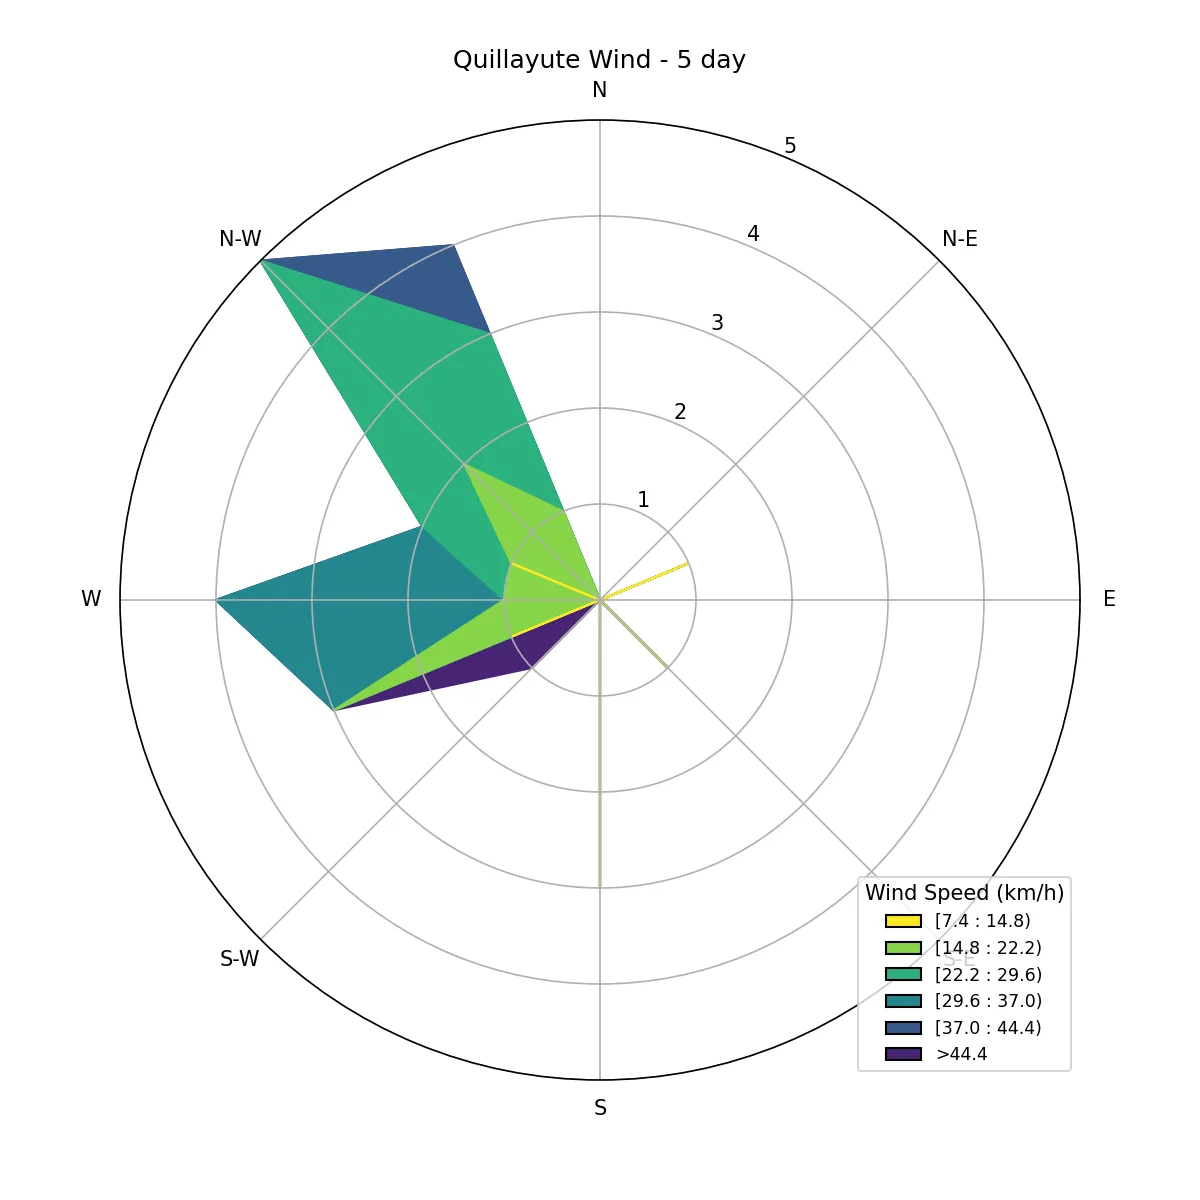 Quillayute Wind - 5 day
N
5
N-W
4
N-E
3
2
1
W
E
S-W
S-E
S
Wind Speed (km/h)
[7.4 : 14.8)
[14.8 : 22.2)
[22.2 : 29.6)
[29.6 : 37.0)
[37.0 : 44.4)
>44.4